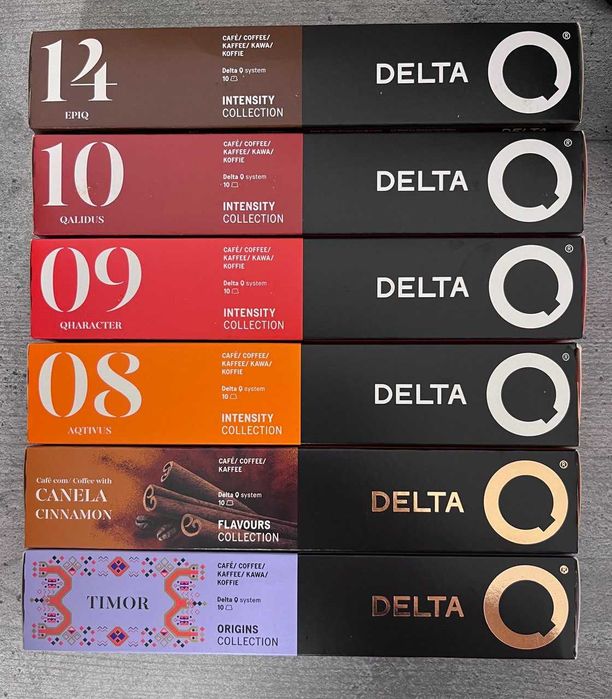 14
EPIQ
CAFÉ/ COFFEE/
KAFFEE/ KAWA/
KOFFIE
Delta Q system
10
INTENSITY
COLLECTION
DELTA Q ®
DELTA
10
QALIDUS
CAFÉ/ COFFEE/
KAFFEE/ KAWA/
KOFFIE
Delta Q system
10
INTENSITY
COLLECTION
DELTA Q ®
09
QHARACTER
CAFÉ/ COFFEE/
KAFFEE/ KAWA/
KOFFIE
Delta Q system
10
INTENSITY
COLLECTION
DELTA Q ®
08
AQTIVUS
CAFÉ/ COFFEE/
KAFFEE/ KAWA/
KOFFIE
Delta Q system
10
INTENSITY
COLLECTION
DELTA Q ®
Café com/ Coffee with
CANELA
CINNAMON
CAFÉ/ COFFEE/
KAFFEE
Delta Q system
10
FLAVOURS
COLLECTION
DELTA Q ®
TIMOR
CAFÉ/ COFFEE/
KAFFEE/ KAWA/
KOFFIE
Delta Q system
10
ORIGINS
COLLECTION
DELTA Q ®